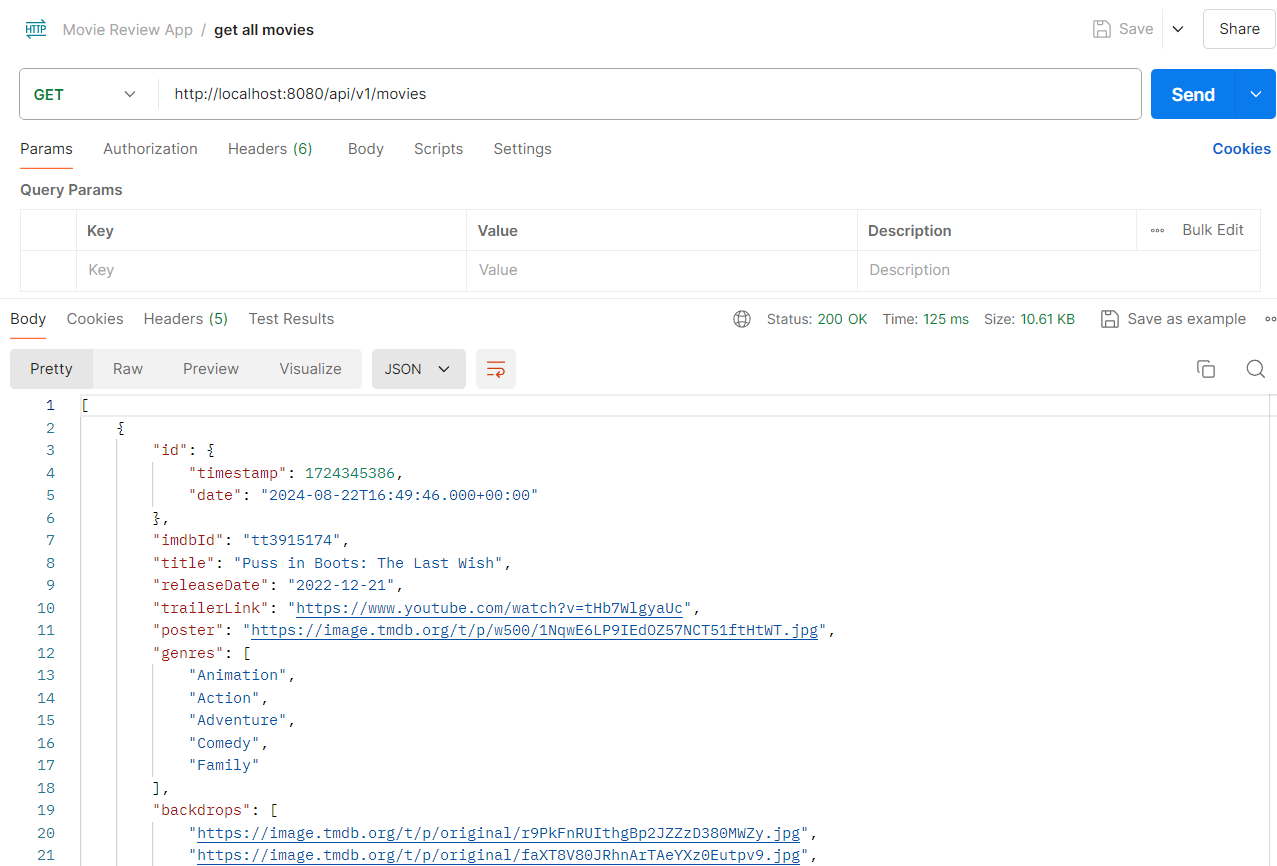 HTTP Movie Review App / get all movies Save Share
GET http://localhost:8080/api/v1/movies Send
Params Authorization Headers (6) Body Scripts Settings Cookies
Query Params
Key Value Description ••• Bulk Edit
Key Value Description
Body Cookies Headers (5) Test Results Status: 200 OK Time: 125 ms Size: 10.61 KB Save as example
Pretty Raw Preview Visualize JSON
1 [
2 {
3 "id": {
4 "timestamp": 1724345386,
5 "date": "2024-08-22T16:49:46.000+00:00"
6 },
7 "imdbId": "tt3915174",
8 "title": "Puss in Boots: The Last Wish",
9 "releaseDate": "2022-12-21",
10 "trailerLink": "https://www.youtube.com/watch?v=tHb7WlgyaUc",
11 "poster": "https://image.tmdb.org/t/p/w500/1NqwE6LP9IEdOZ57NCT51ftHtWT.jpg",
12 "genres": [
13 "Animation",
14 "Action",
15 "Adventure",
16 "Comedy",
17 "Family"
18 ],
19 "backdrops": [
20 "https://image.tmdb.org/t/p/original/r9PkFnRUIthgBp2JZZzD380MWZy.jpg",
21 "https://image.tmdb.org/t/p/original/faXT8V80JRhnArTAeYXz0Eutpv9.jpg",